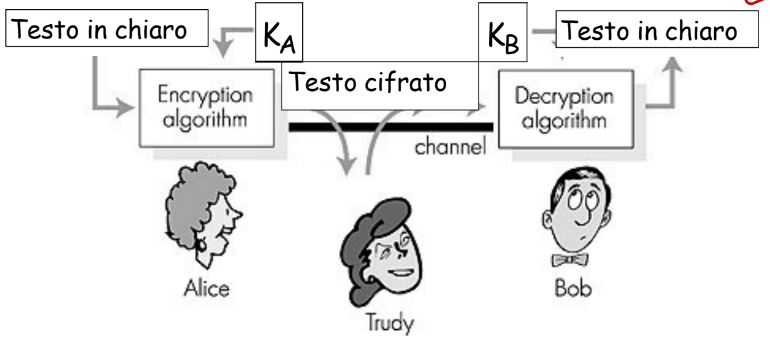 Testo in chiaro
K_A
K_B
Testo in chiaro
Testo cifrato
Encryption
algorithm
Decryption
algorithm
channel
Alice
Trudy
Bob